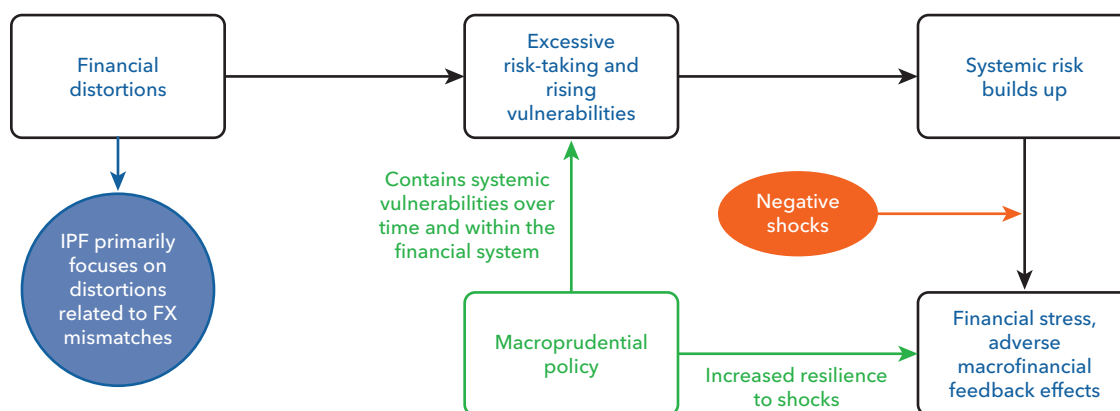 Financial
distortions
Excessive
risk-taking and
rising
vulnerabilities
Systemic risk
builds up
IPF primarily
focuses on
distortions
related to FX
mismatches
Contains systemic
vulnerabilities over
time and within the
financial system
Negative
shocks
Macroprudential
policy
Increased resilience
to shocks
Financial stress,
adverse
macrofinancial
feedback effects